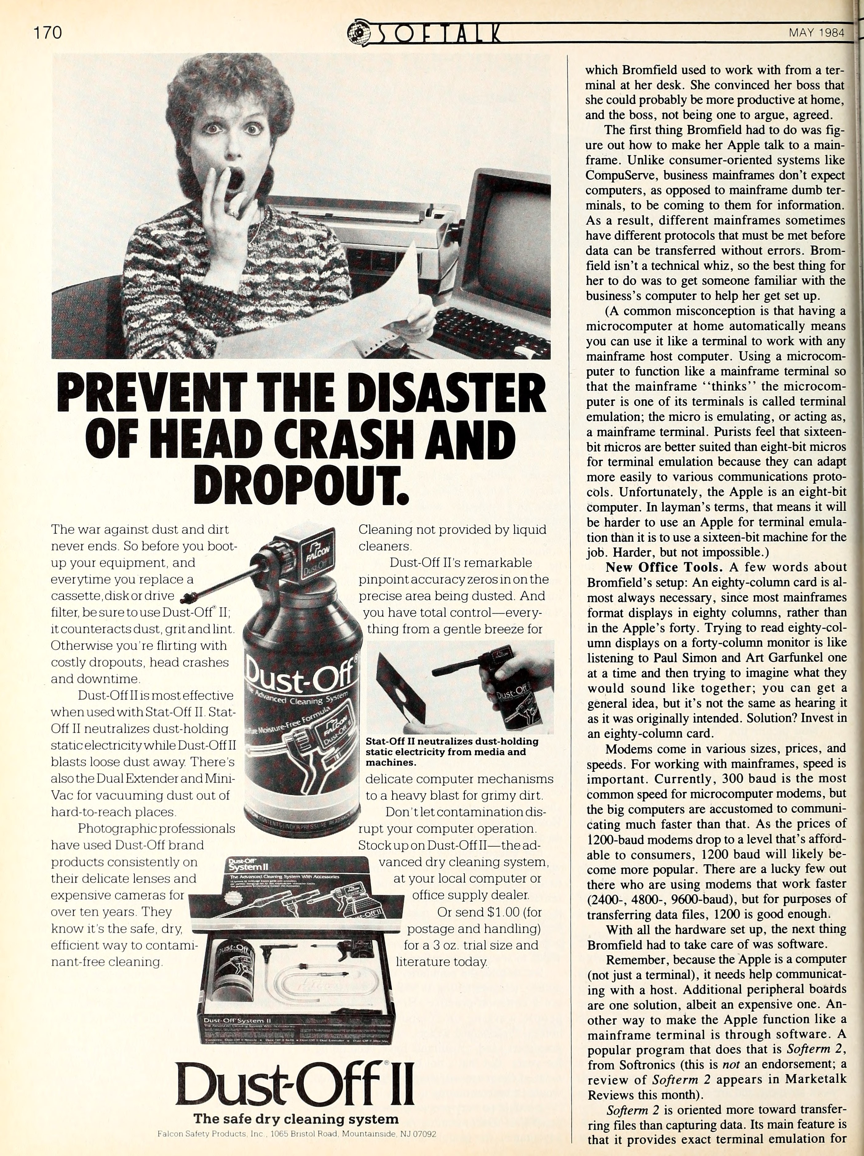 170
SOFTALK
MAY 1984
PREVENT THE DISASTER
OF HEAD CRASH AND
DROPOUT.
The war against dust and dirt
never ends. So before you boot-
up your equipment, and
everytime you replace a
cassette, disk or drive
filter, be sure to use Dust-Off® II;
it counteracts dust, grit and lint.
Otherwise you're flirting with
costly dropouts, head crashes
and downtime.
Dust-Off II is most effective
when used with Stat-Off II. Stat-
Off II neutralizes dust-holding
static electricity while Dust-Off II
blasts loose dust away. There's
also the Dual Extender and Mini-
Vac for vacuuming dust out of
hard-to-reach places.
Photographic professionals
have used Dust-Off brand
products consistently on
their delicate lenses and
expensive cameras for
over ten years. They
know it's the safe, dry,
efficient way to contami-
nant-free cleaning.
FALCON
Dust-Off
Dust-Off
The Advanced Cleaning System
Pure Moisture-Free Formula
FALCON
Cleaning not provided by liquid
cleaners.
Dust-Off II's remarkable
pinpoint accuracy zeros in on the
precise area being dusted. And
you have total control—every-
thing from a gentle breeze for
Dust-Off
Stat-Off II neutralizes dust-holding
static electricity from media and
machines.
delicate computer mechanisms
to a heavy blast for grimy dirt.
Don't let contamination dis-
rupt your computer operation.
Stock up on Dust-Off II—the ad-
vanced dry cleaning system,
at your local computer or
office supply dealer.
Or send $1.00 (for
postage and handling)
for a 3 oz. trial size and
literature today.
Dust-Off
System II
The Advanced Cleaning System With Accessories
Dust-Off System II
Dust-Off® II
The safe dry cleaning system
Falcon Safety Products, Inc., 1065 Bristol Road, Mountainside, NJ 07092
which Bromfield used to work with from a ter-
minal at her desk. She convinced her boss that
she could probably be more productive at home,
and the boss, not being one to argue, agreed.
The first thing Bromfield had to do was fig-
ure out how to make her Apple talk to a main-
frame. Unlike consumer-oriented systems like
CompuServe, business mainframes don't expect
computers, as opposed to mainframe dumb ter-
minals, to be coming to them for information.
As a result, different mainframes sometimes
have different protocols that must be met before
data can be transferred without errors. Brom-
field isn't a technical whiz, so the best thing for
her to do was to get someone familiar with the
business's computer to help her get set up.
(A common misconception is that having a
microcomputer at home automatically means
you can use it like a terminal to work with any
mainframe host computer. Using a microcom-
puter to function like a mainframe terminal so
that the mainframe "thinks" the microcom-
puter is one of its terminals is called terminal
emulation; the micro is emulating, or acting as,
a mainframe terminal. Purists feel that sixteen-
bit micros are better suited than eight-bit micros
for terminal emulation because they can adapt
more easily to various communications proto-
cols. Unfortunately, the Apple is an eight-bit
computer. In layman's terms, that means it will
be harder to use an Apple for terminal emula-
tion than it is to use a sixteen-bit machine for the
job. Harder, but not impossible.)
New Office Tools. A few words about
Bromfield's setup: An eighty-column card is al-
most always necessary, since most mainframes
format displays in eighty columns, rather than
in the Apple's forty. Trying to read eighty-col-
umn displays on a forty-column monitor is like
listening to Paul Simon and Art Garfunkel one
at a time and then trying to imagine what they
would sound like together; you can get a
general idea, but it's not the same as hearing it
as it was originally intended. Solution? Invest in
an eighty-column card.
Modems come in various sizes, prices, and
speeds. For working with mainframes, speed is
important. Currently, 300 baud is the most
common speed for microcomputer modems, but
the big computers are accustomed to communi-
cating much faster than that. As the prices of
1200-baud modems drop to a level that's afford-
able to consumers, 1200 baud will likely be-
come more popular. There are a lucky few out
there who are using modems that work faster
(2400-, 4800-, 9600-baud), but for purposes of
transferring data files, 1200 is good enough.
With all the hardware set up, the next thing
Bromfield had to take care of was software.
Remember, because the Apple is a computer
(not just a terminal), it needs help communicat-
ing with a host. Additional peripheral boards
are one solution, albeit an expensive one. An-
other way to make the Apple function like a
mainframe terminal is through software. A
popular program that does that is Softerm 2,
from Softronics (this is not an endorsement; a
review of Softerm 2 appears in Marketalk
Reviews this month).
Softerm 2 is oriented more toward transfer-
ring files than capturing data. Its main feature is
that it provides exact terminal emulation for